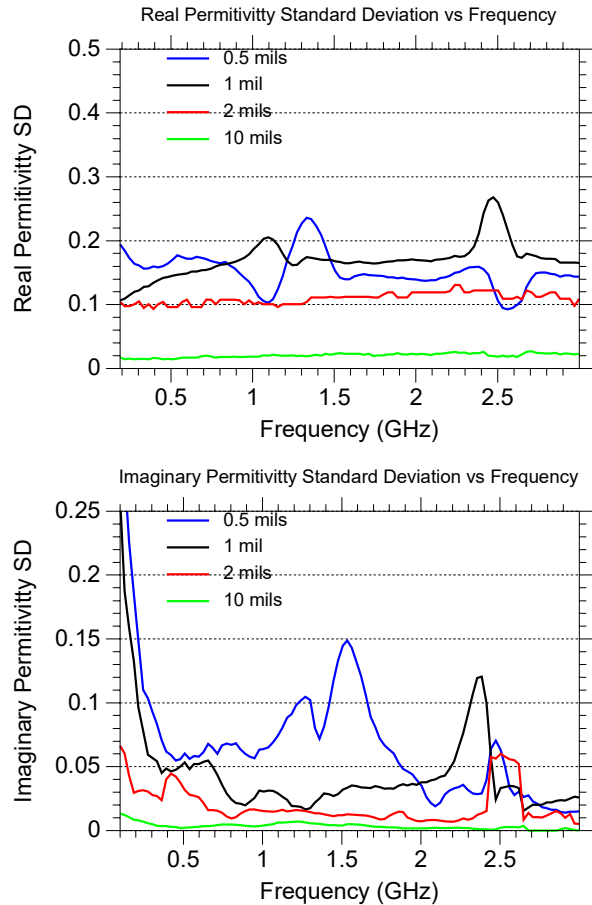 Real Permitivitty Standard Deviation vs Frequency
0.5
0.4
0.3
0.2
0.1
0
Real Permitivitty SD
0.5 mils
1 mil
2 mils
10 mils
0.5 1 1.5 2 2.5
Frequency (GHz)
Imaginary Permitivitty Standard Deviation vs Frequency
0.25
0.2
0.15
0.1
0.05
0
Imaginary Permitivitty SD
0.5 mils
1 mil
2 mils
10 mils
0.5 1 1.5 2 2.5
Frequency (GHz)